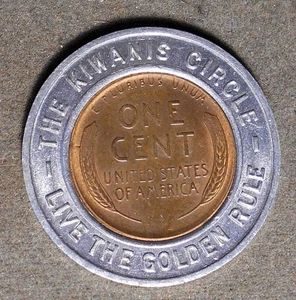 THE KIWANIS CIRCLE
E PLURIBUS UNUM
ONE
CENT
UNITED STATES
OF AMERICA
LIVE THE GOLDEN RULE